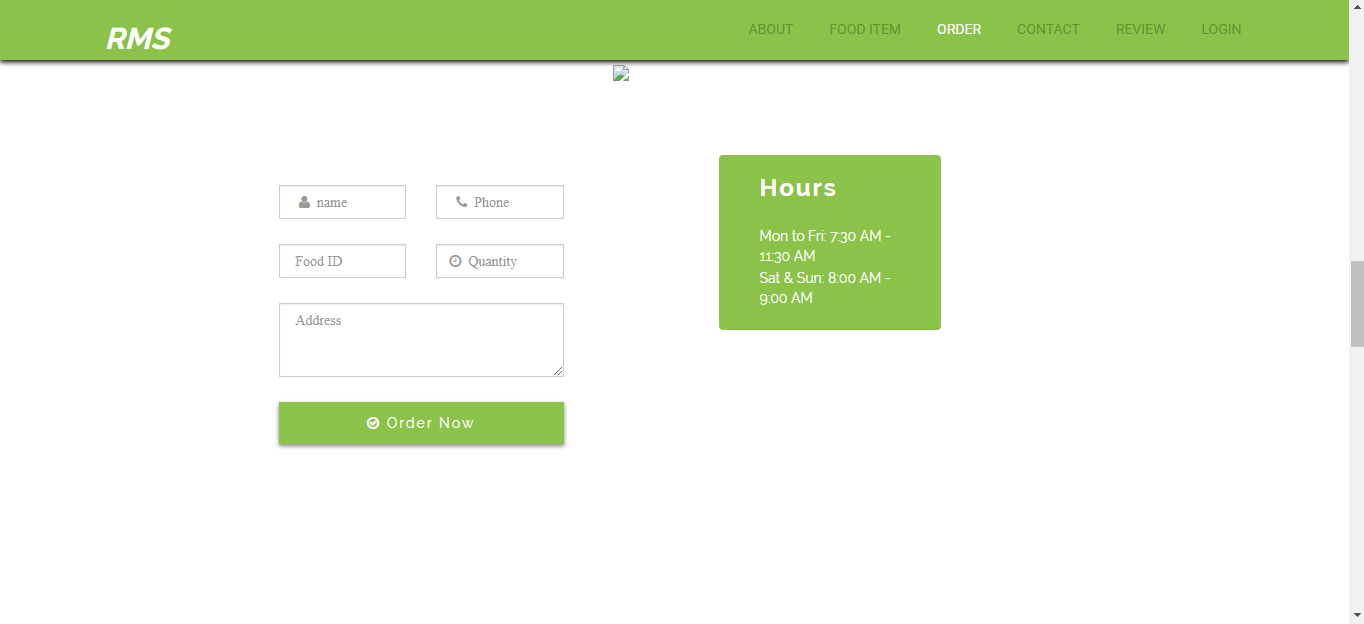 RMS
ABOUT FOOD ITEM ORDER CONTACT REVIEW LOGIN
name Phone
Food ID Quantity
Address
Order Now
Hours
Mon to Fri: 7:30 AM -
11:30 AM
Sat & Sun: 8:00 AM -
9:00 AM